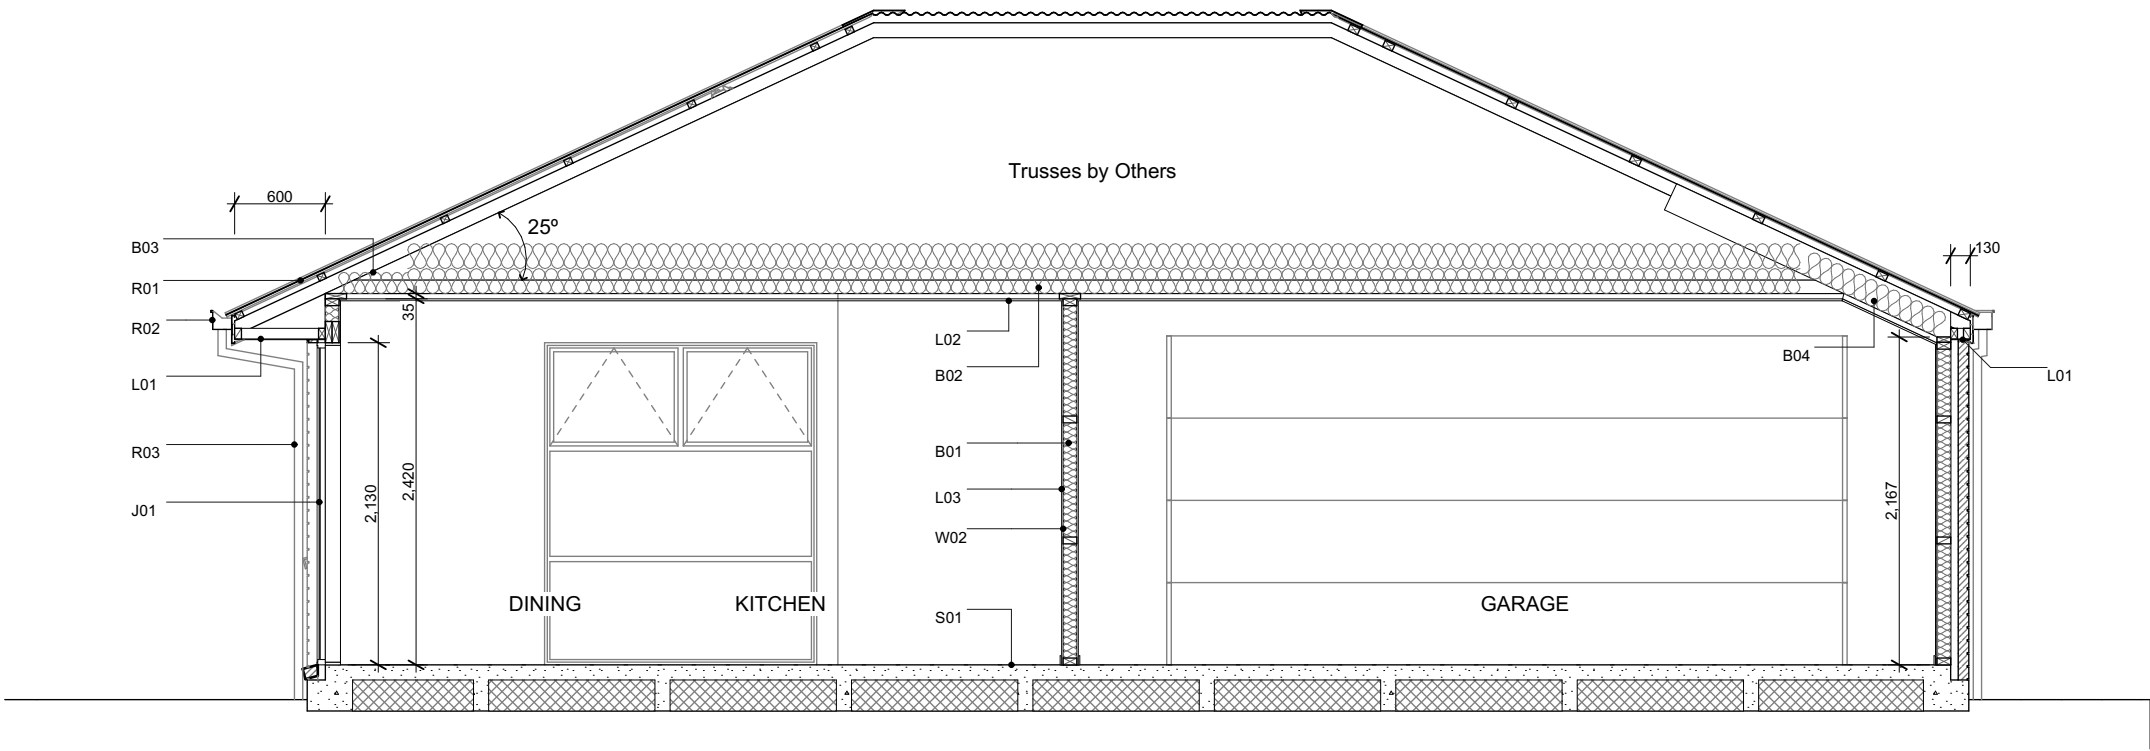 Trusses by Others
600
25º
B03
130
R01
35
R02
L02
B04
L01
B02
L01
R03
B01
2,130
2,420
L03
2,167
J01
W02
DINING
KITCHEN
GARAGE
S01